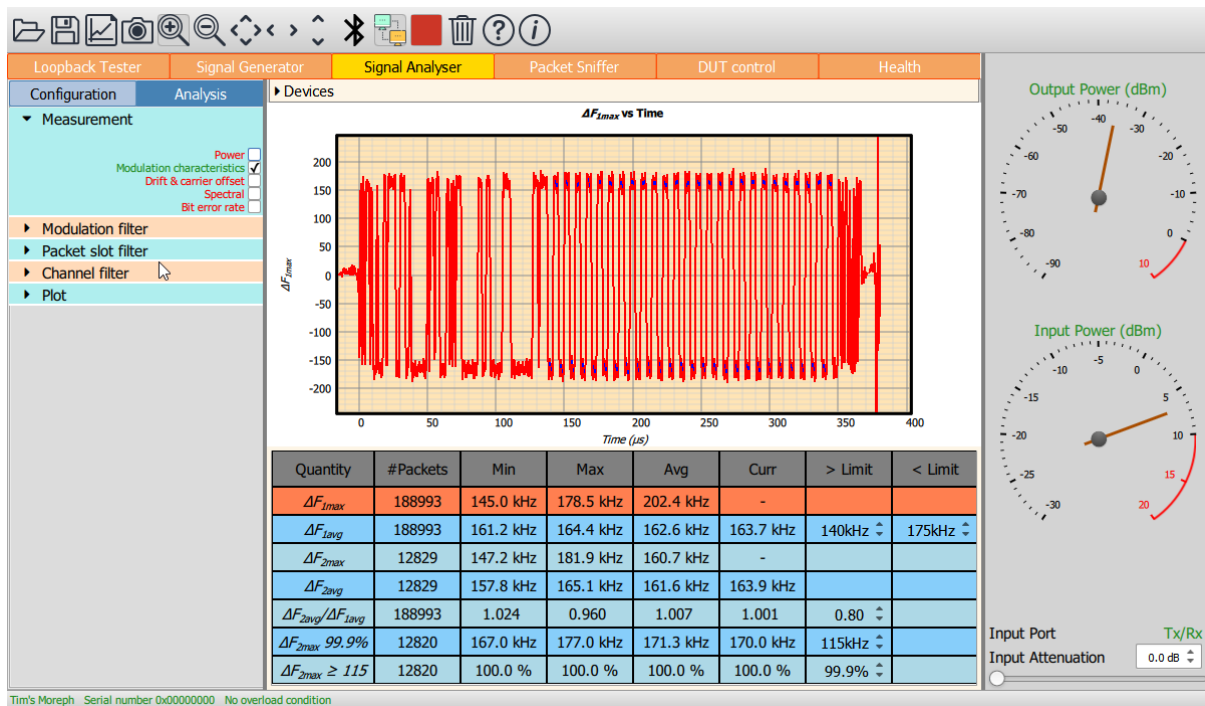 Loopback Tester Signal Generator Signal Analyser Packet Sniffer DUT control Health
Configuration Analysis
Measurement
Power
Modulation characteristics
Drift & carrier offset
Spectral
Bit error rate
Modulation filter
Packet slot filter
Channel filter
Plot
Devices
ΔF1max vs Time
ΔF1max
200
150
100
50
0
-50
-100
-150
-200
0 50 100 150 200 250 300 350 400
Time (µs)
Quantity #Packets Min Max Avg Curr > Limit < Limit
ΔF1max 188993 145.0 kHz 178.5 kHz 202.4 kHz -
ΔF1avg 188993 161.2 kHz 164.4 kHz 162.6 kHz 163.7 kHz 140kHz 175kHz
ΔF2max 12829 147.2 kHz 181.9 kHz 160.7 kHz -
ΔF2avg 12829 157.8 kHz 165.1 kHz 161.6 kHz 163.9 kHz
ΔF2avg/ΔF1avg 188993 1.024 0.960 1.007 1.001 0.80
ΔF2max 99.9% 12820 167.0 kHz 177.0 kHz 171.3 kHz 170.0 kHz 115kHz
ΔF2max ≥ 115 12820 100.0 % 100.0 % 100.0 % 100.0 % 99.9%
Output Power (dBm)
-90 -80 -70 -60 -50 -40 -30 -20 -10 0 10
Input Power (dBm)
-30 -25 -20 -15 -10 -5 0 5 10 15 20
Input Port Tx/Rx
Input Attenuation 0.0 dB
Tim's Moreph Serial number 0x00000000 No overload condition